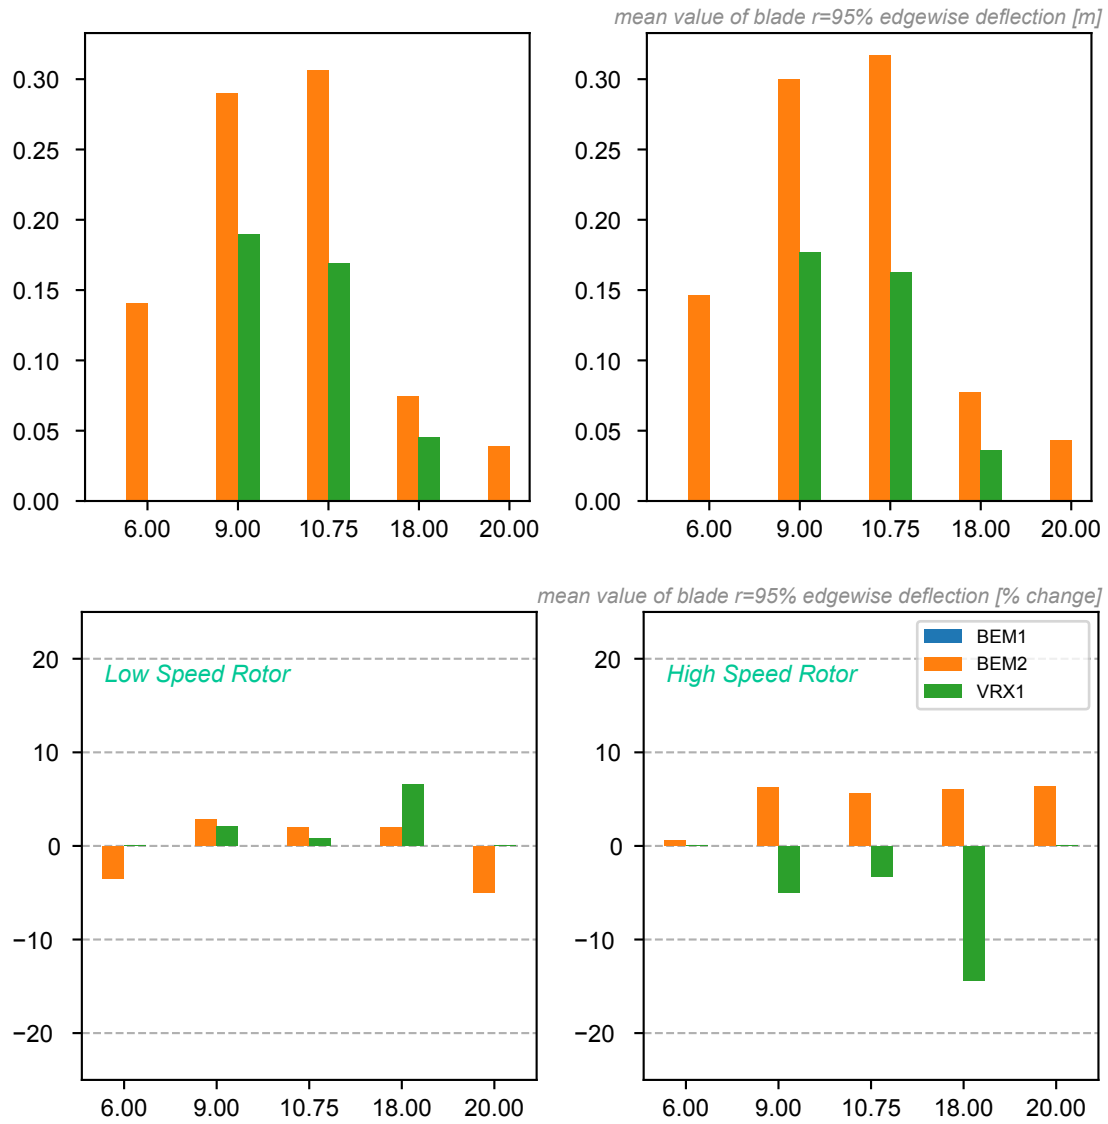 mean value of blade r=95% edgewise deflection [m]
0.30
0.25
0.20
0.15
0.10
0.05
0.00
6.00 9.00 10.75 18.00 20.00
0.30
0.25
0.20
0.15
0.10
0.05
0.00
6.00 9.00 10.75 18.00 20.00
mean value of blade r=95% edgewise deflection [% change]
Low Speed Rotor
20
10
0
−10
−20
6.00 9.00 10.75 18.00 20.00
High Speed Rotor
BEM1
BEM2
VRX1
20
10
0
−10
−20
6.00 9.00 10.75 18.00 20.00